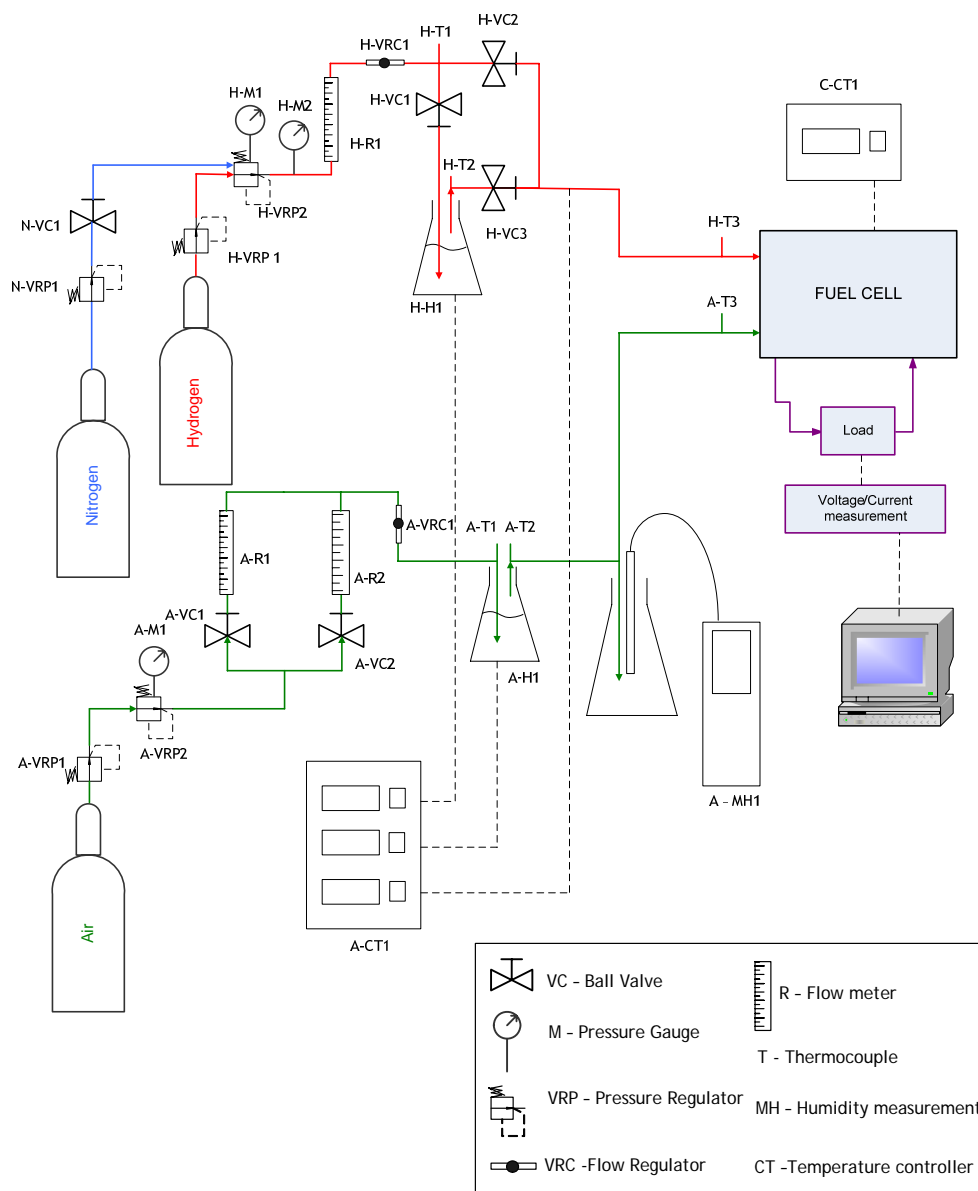 H-T1
H-VC2
H-VRC1
C-CT1
H-M1
H-M2
H-VC1
H-R1
H-T2
H-VRP2
N-VC1
H-VC3
H-T3
H-VRP 1
N-VRP1
H-H1
FUEL CELL
A-T3
Hydrogen
Nitrogen
Load
Voltage/Current
measurement
A-VRC1
A-T1
A-T2
A-R1
A-R2
A-VC1
A-M1
A-VC2
A-H1
A-VRP1
A-VRP2
A - MH1
Air
A-CT1
VC - Ball Valve
R - Flow meter
M - Pressure Gauge
T - Thermocouple
VRP - Pressure Regulator
MH - Humidity measurement
VRC -Flow Regulator
CT -Temperature controller